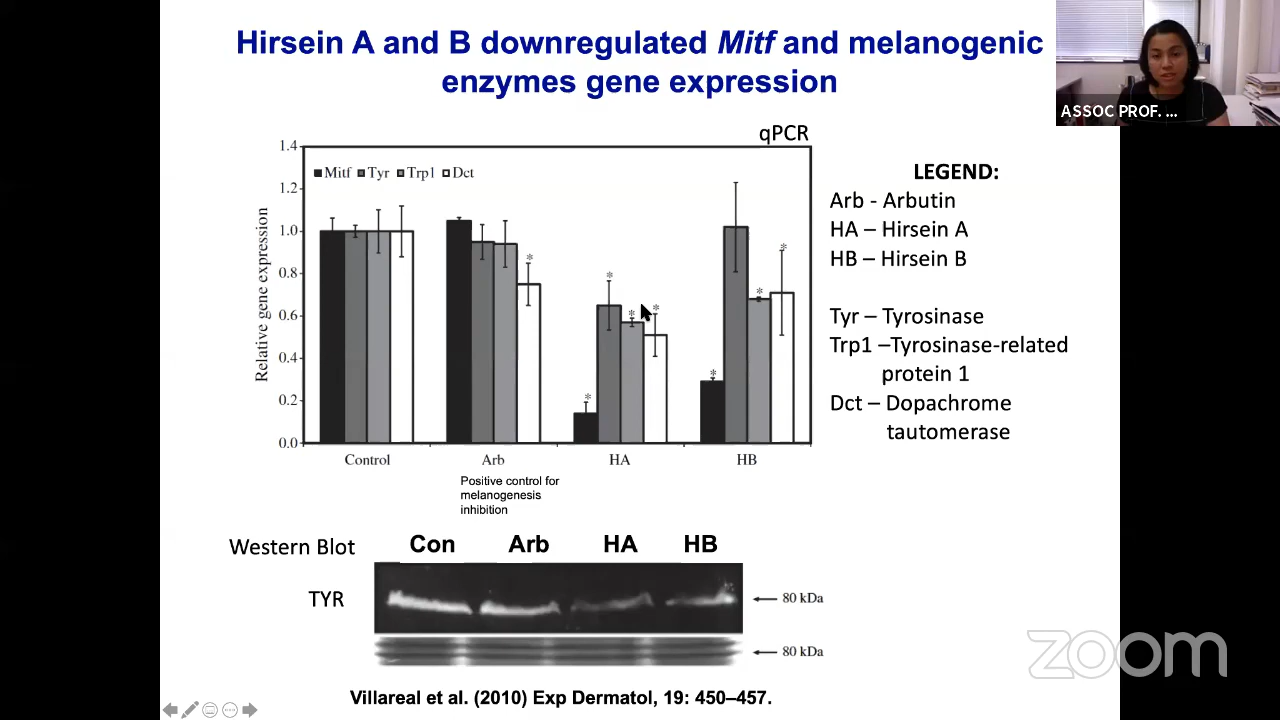 Hirsein A and B downregulated Mitf and melanogenic
enzymes gene expression
ASSOC PROF. ...
qPCR
1.4
1.2
1.0
0.8
0.6
0.4
0.2
0.0
Relative gene expression
Mitf Tyr Trp1 Dct
* * * * * * *
Control Arb HA HB
Positive control for
melanogenesis
inhibition
LEGEND:
Arb - Arbutin
HA – Hirsein A
HB – Hirsein B
Tyr – Tyrosinase
Trp1 –Tyrosinase-related
protein 1
Dct – Dopachrome
tautomerase
Western Blot
Con Arb HA HB
TYR
80 kDa
80 kDa
Villareal et al. (2010) Exp Dermatol, 19: 450–457.
zoom